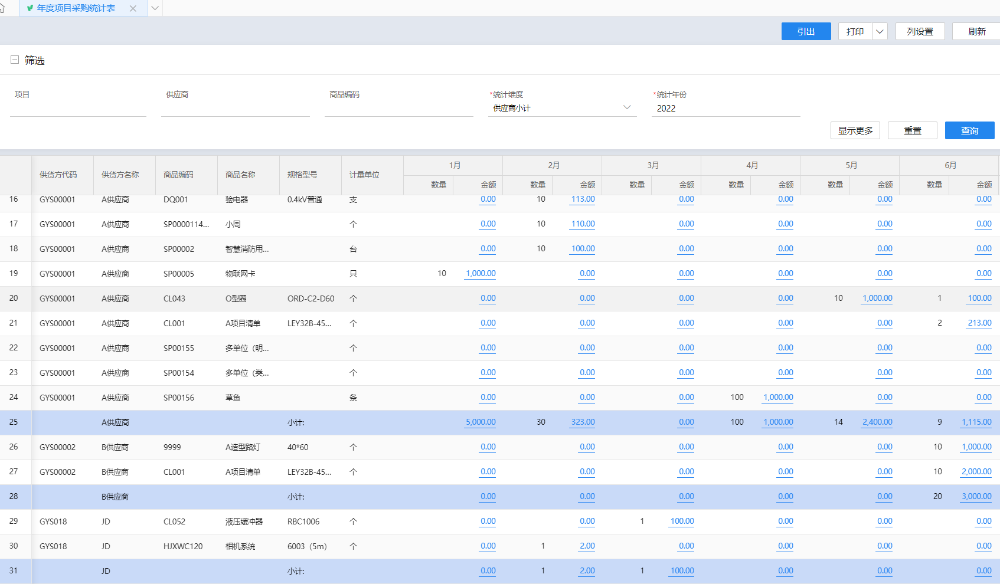 年度项目采购统计表
引出 打印 列设置 刷新
筛选
项目 供应商 商品编码 *统计维度 *统计年份
供应商小计 2022
显示更多 重置 查询
1月 2月 3月 4月 5月 6月
供货方代码 供货方名称 商品编码 商品名称 规格型号 计量单位
数量 金额 数量 金额 数量 金额 数量 金额 数量 金额 数量 金额
16 GYS00001 A供应商 DQ001 验电器 0.4kV普通 支 0.00 10 113.00 0.00 0.00 0.00 0.00
17 GYS00001 A供应商 SP0000114... 小周 个 0.00 10 110.00 0.00 0.00 0.00 0.00
18 GYS00001 A供应商 SP00002 智慧消防用... 台 0.00 10 100.00 0.00 0.00 0.00 0.00
19 GYS00001 A供应商 SP00005 物联网卡 只 10 1,000.00 0.00 0.00 0.00 0.00 0.00
20 GYS00001 A供应商 CL043 O型圈 ORD-C2-D60 个 0.00 0.00 0.00 0.00 10 1,000.00 1 100.00
21 GYS00001 A供应商 CL001 A项目清单 LEY32B-45... 个 0.00 0.00 0.00 0.00 0.00 2 213.00
22 GYS00001 A供应商 SP00155 多单位（明... 个 0.00 0.00 0.00 0.00 0.00 0.00
23 GYS00001 A供应商 SP00154 多单位（类... 个 0.00 0.00 0.00 0.00 0.00 0.00
24 GYS00001 A供应商 SP00156 草鱼 条 0.00 0.00 0.00 100 1,000.00 0.00 0.00
25 A供应商 小计: 5,000.00 30 323.00 0.00 100 1,000.00 14 2,400.00 9 1,115.00
26 GYS00002 B供应商 9999 A造型路灯 40*60 个 0.00 0.00 0.00 0.00 0.00 10 1,000.00
27 GYS00002 B供应商 CL001 A项目清单 LEY32B-45... 个 0.00 0.00 0.00 0.00 0.00 10 2,000.00
28 B供应商 小计: 0.00 0.00 0.00 0.00 0.00 20 3,000.00
29 GYS018 JD CL052 液压缓冲器 RBC1006 个 0.00 0.00 1 100.00 0.00 0.00 0.00
30 GYS018 JD HJXWC120 相机系统 6003（5m） 个 0.00 1 2.00 0.00 0.00 0.00 0.00
31 JD 小计: 0.00 1 2.00 1 100.00 0.00 0.00 0.00